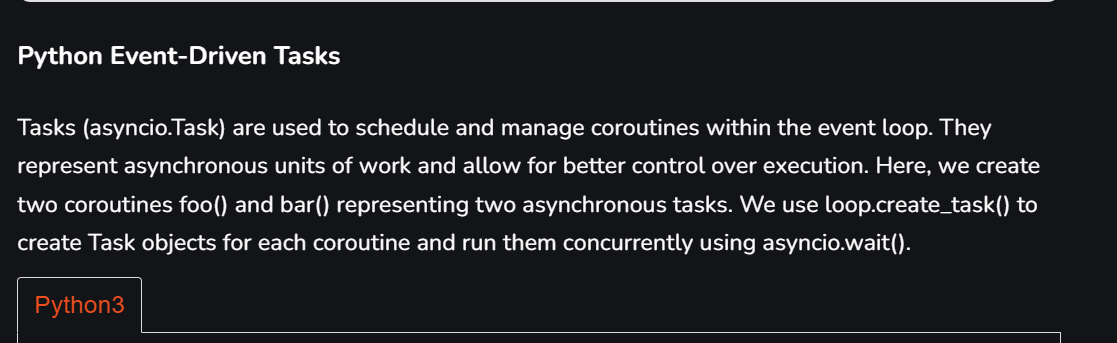 Python Event-Driven Tasks
Tasks (asyncio.Task) are used to schedule and manage coroutines within the event loop. They
represent asynchronous units of work and allow for better control over execution. Here, we create
two coroutines foo() and bar() representing two asynchronous tasks. We use loop.create_task() to
create Task objects for each coroutine and run them concurrently using asyncio.wait().
Python3